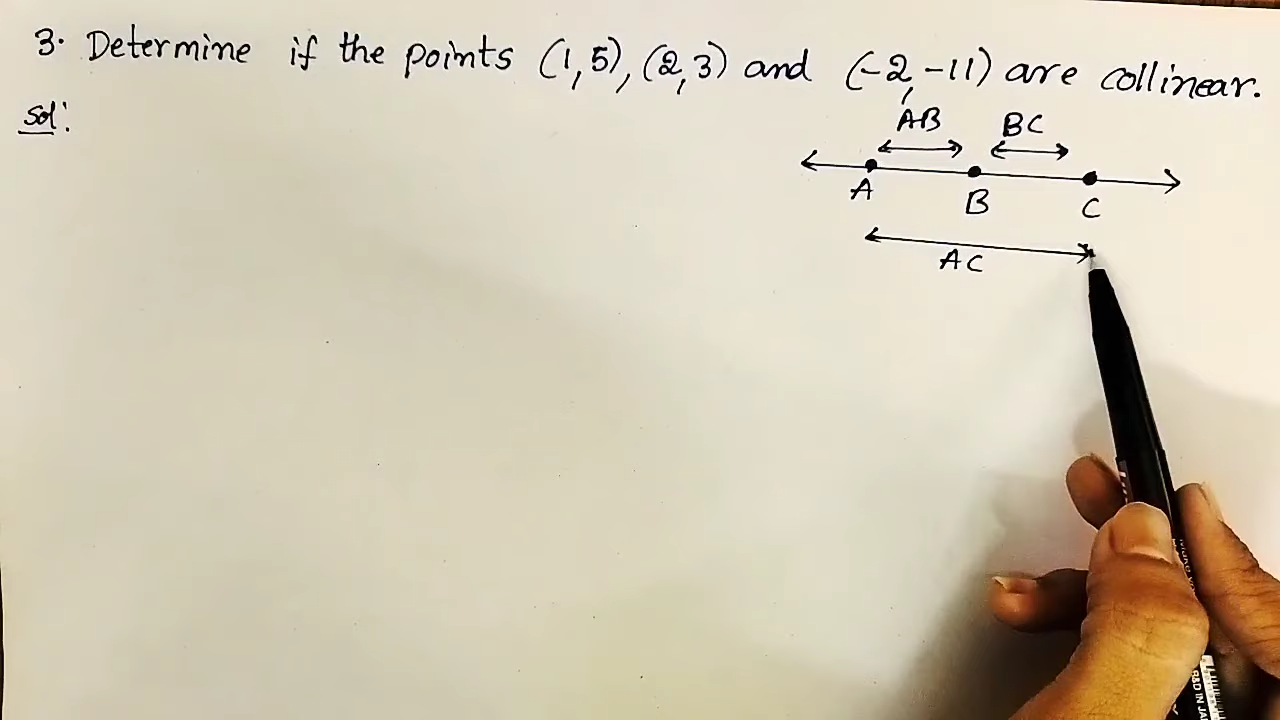 3. Determine if the points (1,5), (2,3) and (-2,-11) are collinear.
Sol:
AB BC
A B C
AC